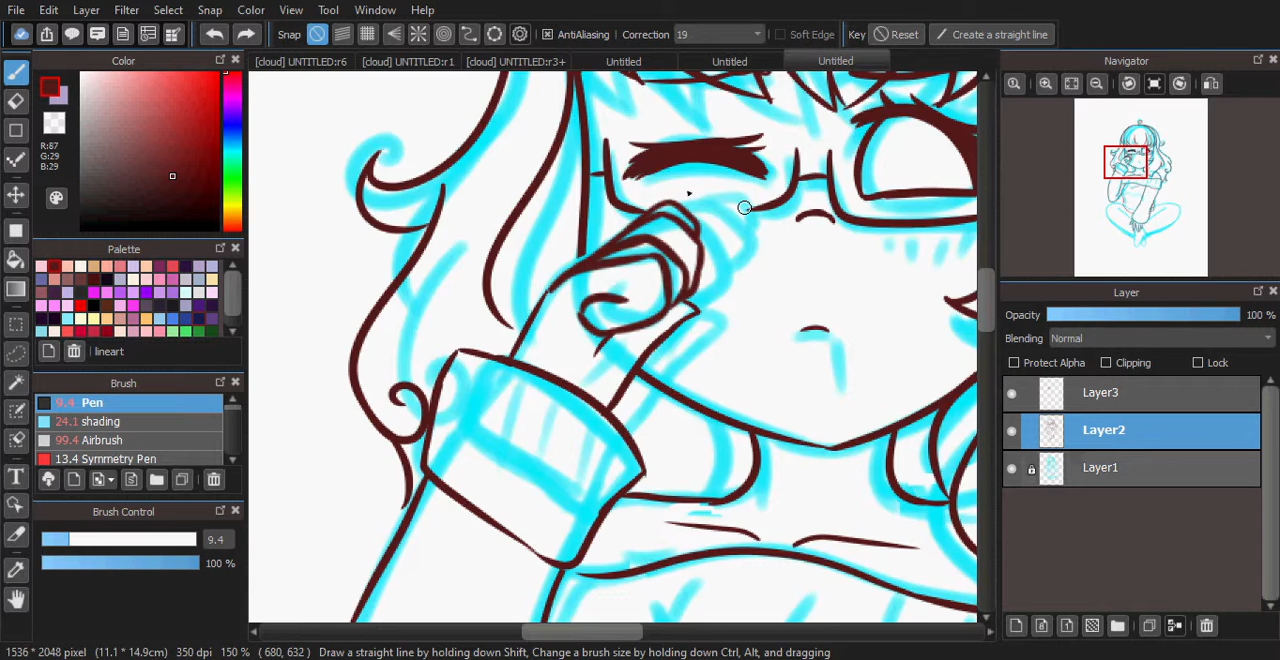 File Edit Layer Filter Select Snap Color View Tool Window Help
Snap AntiAliasing Correction 19 Soft Edge Key Reset Create a straight line
Color
[cloud] UNTITLED:r6 [cloud] UNTITLED:r1 [cloud] UNTITLED:r3+ Untitled Untitled Untitled
Navigator
R:87
G:29
B:29
Palette
lineart
Brush
9.4 Pen
24.1 shading
99.4 Airbrush
13.4 Symmetry Pen
Brush Control
9.4
100 %
Layer
Opacity 100 %
Blending Normal
Protect Alpha Clipping Lock
Layer3
Layer2
Layer1
1536 * 2048 pixel (11.1 * 14.9cm) 350 dpi 150 % ( 680, 632 ) Draw a straight line by holding down Shift, Change a brush size by holding down Ctrl, Alt, and dragging